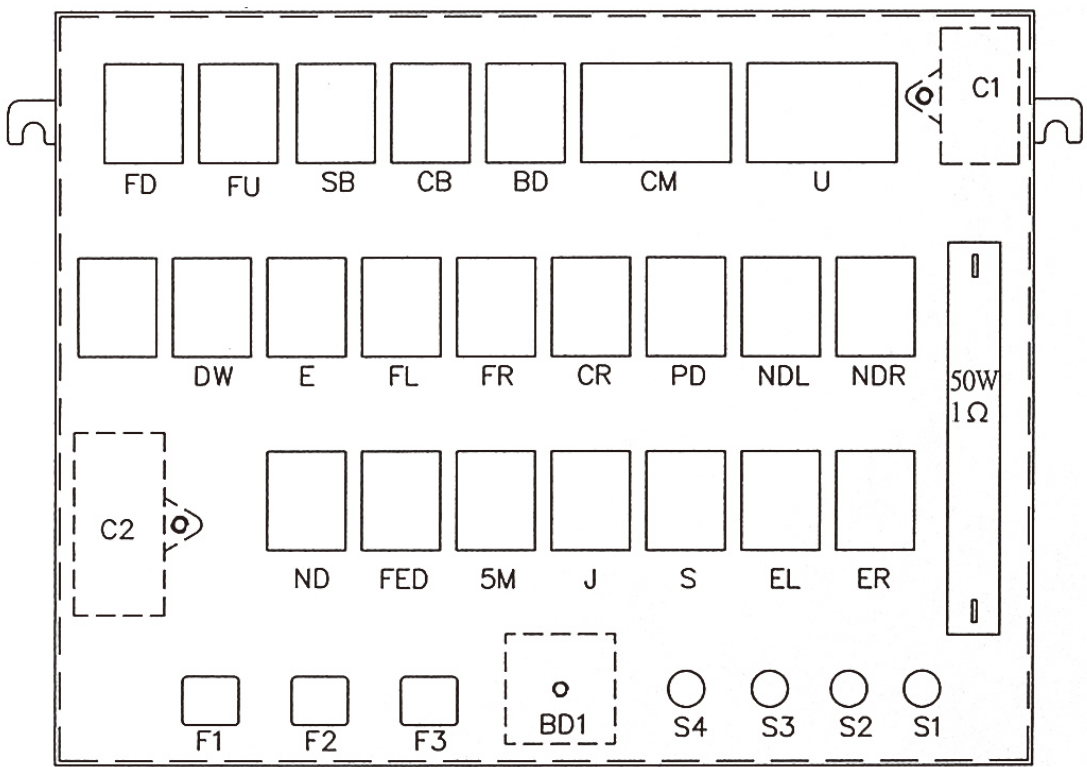 C1
FD FU SB CB BD CM U
DW E FL FR CR PD NDL NDR
50W
1Ω
C2
ND FED 5M J S EL ER
F1 F2 F3 BD1 S4 S3 S2 S1